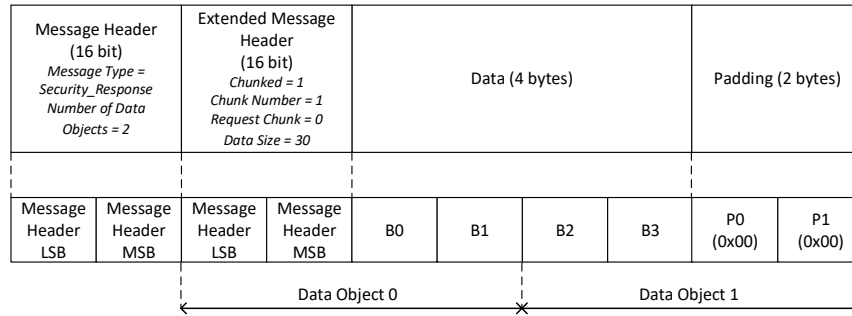 Message Header
(16 bit)
Message Type =
Security_Response
Number of Data
Objects = 2
Extended Message
Header
(16 bit)
Chunked = 1
Chunk Number = 1
Request Chunk = 0
Data Size = 30
Data (4 bytes)
Padding (2 bytes)
Message
Header
LSB
Message
Header
MSB
Message
Header
LSB
Message
Header
MSB
B0
B1
B2
B3
P0
(0x00)
P1
(0x00)
Data Object 0
Data Object 1